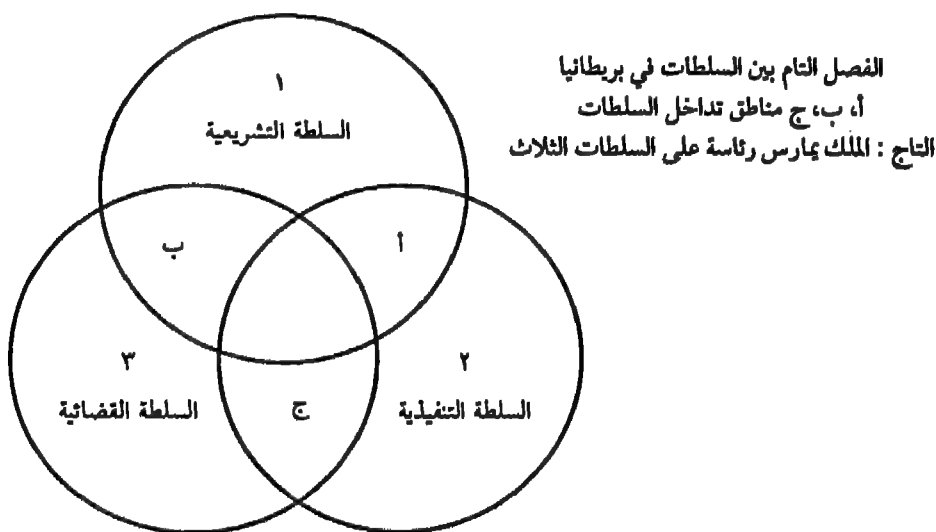 الفصل التام بين السلطات في بريطانيا
أ، ب، ج مناطق تداخل السلطات
التاج : الملك يمارس رئاسة على السلطات الثلاث
١
السلطة التشريعية
ب
أ
٣
السلطة القضائية
ج
٢
السلطة التنفيذية